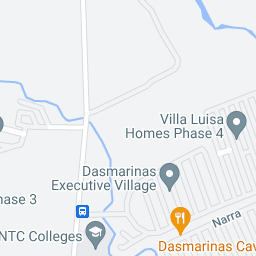 Villa Luisa
Homes Phase 4
Dasmarinas
Executive Village
hase 3
Narra
NTC Colleges
Dasmarinas Cav